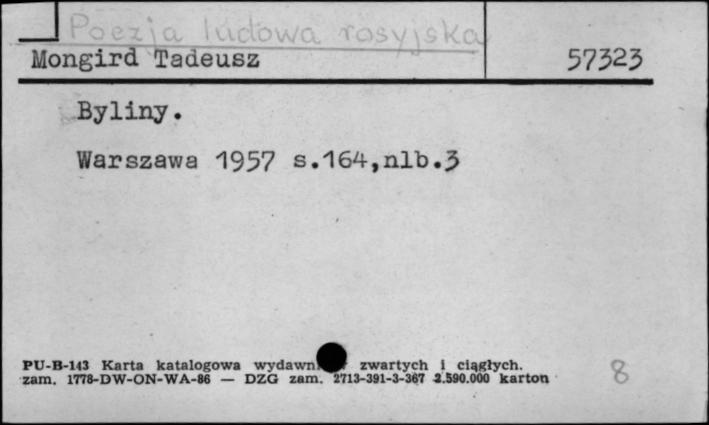 Poezja ludowa rosyjska
Mongird Tadeusz 57323
Byliny.
Warszawa 1957 s.164,nlb.3
PU-B-143 Karta katalogowa zwartych i ciągłych.
zam. 1778-DW-ON-WA-86 — DZG zam. 2713-391-3-367 2.590.000 karton
8